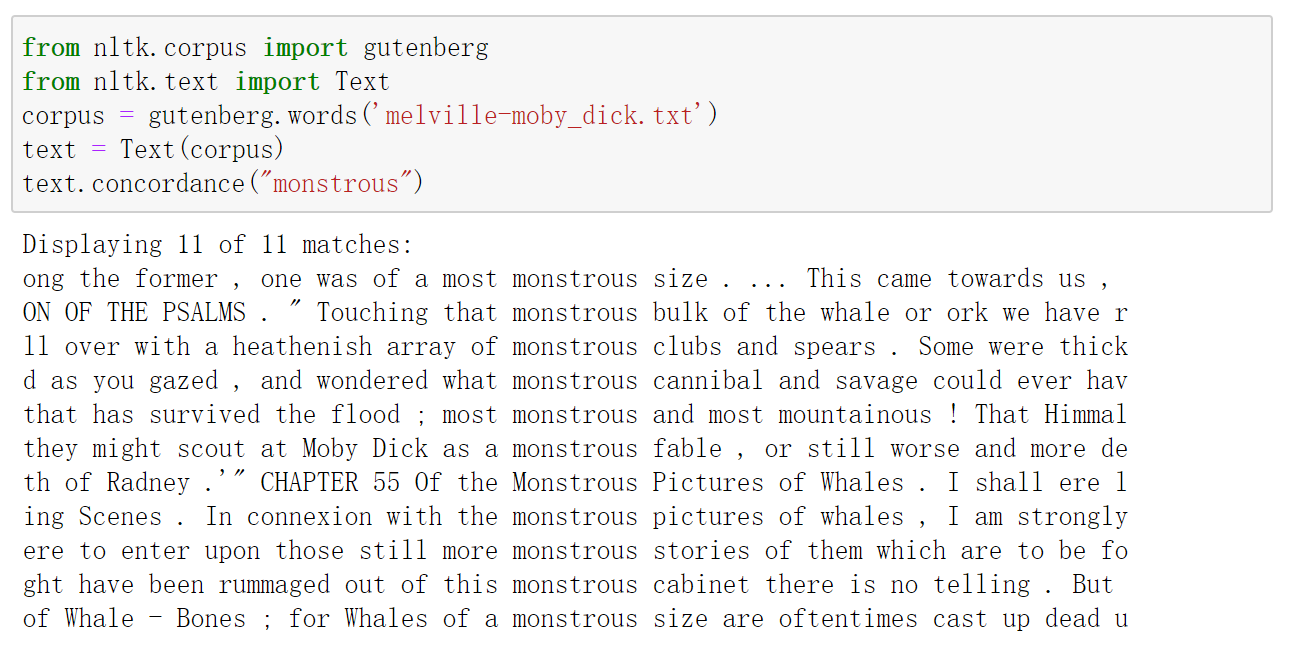 from nltk.corpus import gutenberg
from nltk.text import Text
corpus = gutenberg.words('melville-moby_dick.txt')
text = Text(corpus)
text.concordance("monstrous")
Displaying 11 of 11 matches:
ong the former , one was of a most monstrous size . ... This came towards us ,
ON OF THE PSALMS . " Touching that monstrous bulk of the whale or ork we have r
ll over with a heathenish array of monstrous clubs and spears . Some were thick
d as you gazed , and wondered what monstrous cannibal and savage could ever hav
that has survived the flood ; most monstrous and most mountainous ! That Himmal
they might scout at Moby Dick as a monstrous fable , or still worse and more de
th of Radney .'" CHAPTER 55 Of the Monstrous Pictures of Whales . I shall ere l
ing Scenes . In connexion with the monstrous pictures of whales , I am strongly
ere to enter upon those still more monstrous stories of them which are to be fo
ght have been rummaged out of this monstrous cabinet there is no telling . But
of Whale - Bones ; for Whales of a monstrous size are oftentimes cast up dead u